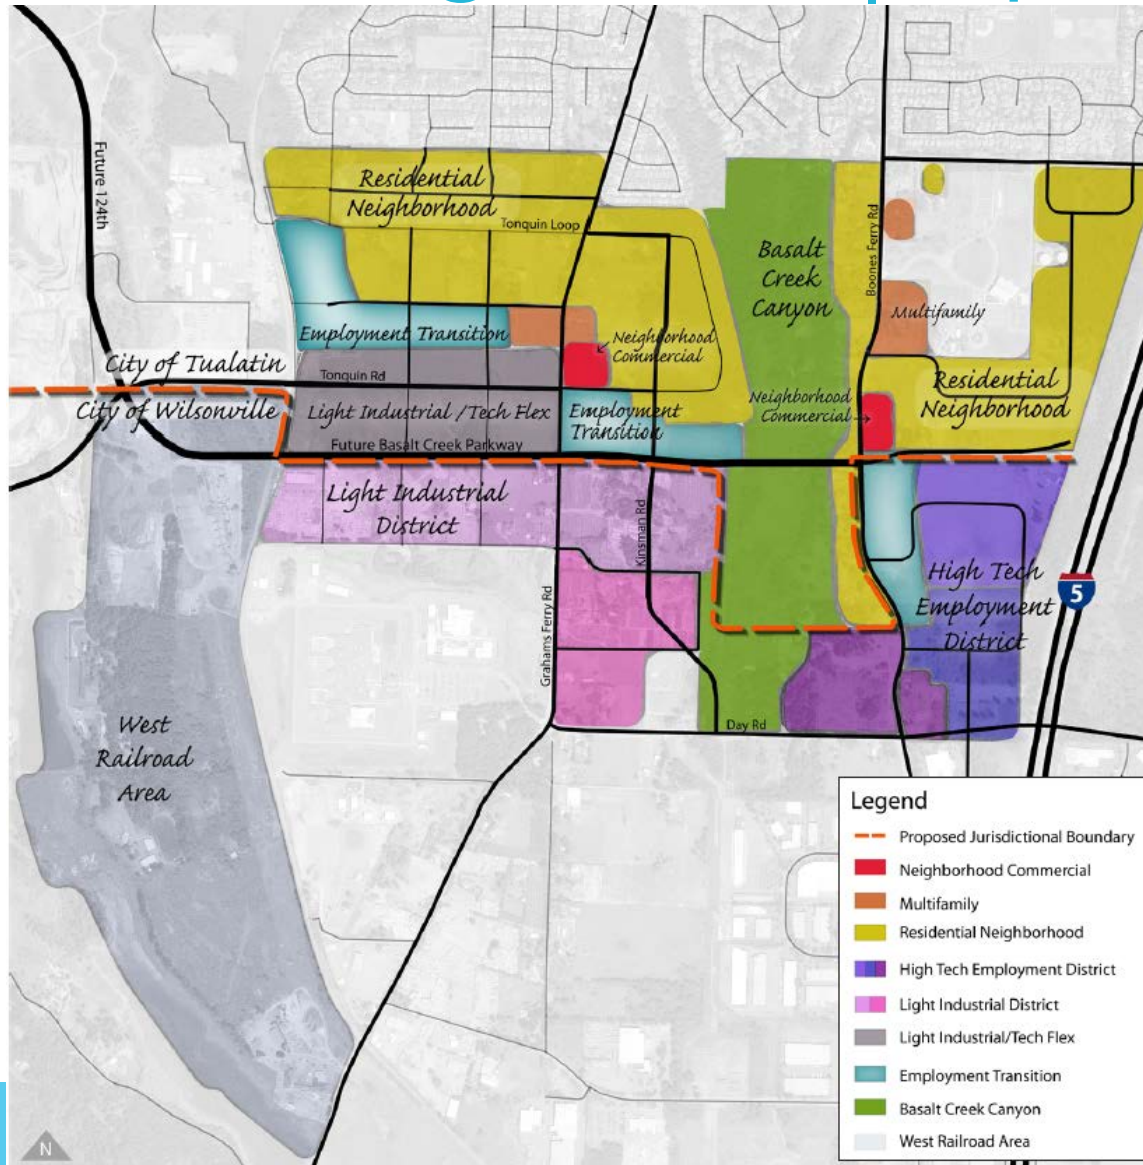 Future 124th
Residential
Neighborhood
Tonquin Loop
Boones Ferry Rd
Basalt
Creek
Canyon
Multifamily
Employment Transition
Neighborhood
Commercial
City of Tualatin
Tonquin Rd
Residential
Neighborhood
City of Wilsonville
Light Industrial /Tech Flex
Employment
Transition
Neighborhood
Commercial
Future Basalt Creek Parkway
Light Industrial
District
Kinsman Rd
High Tech
Employment
District
5
Grahams Ferry Rd
West
Railroad
Area
Day Rd
Legend
Proposed Jurisdictional Boundary
Neighborhood Commercial
Multifamily
Residential Neighborhood
High Tech Employment District
Light Industrial District
Light Industrial/Tech Flex
Employment Transition
Basalt Creek Canyon
West Railroad Area
N